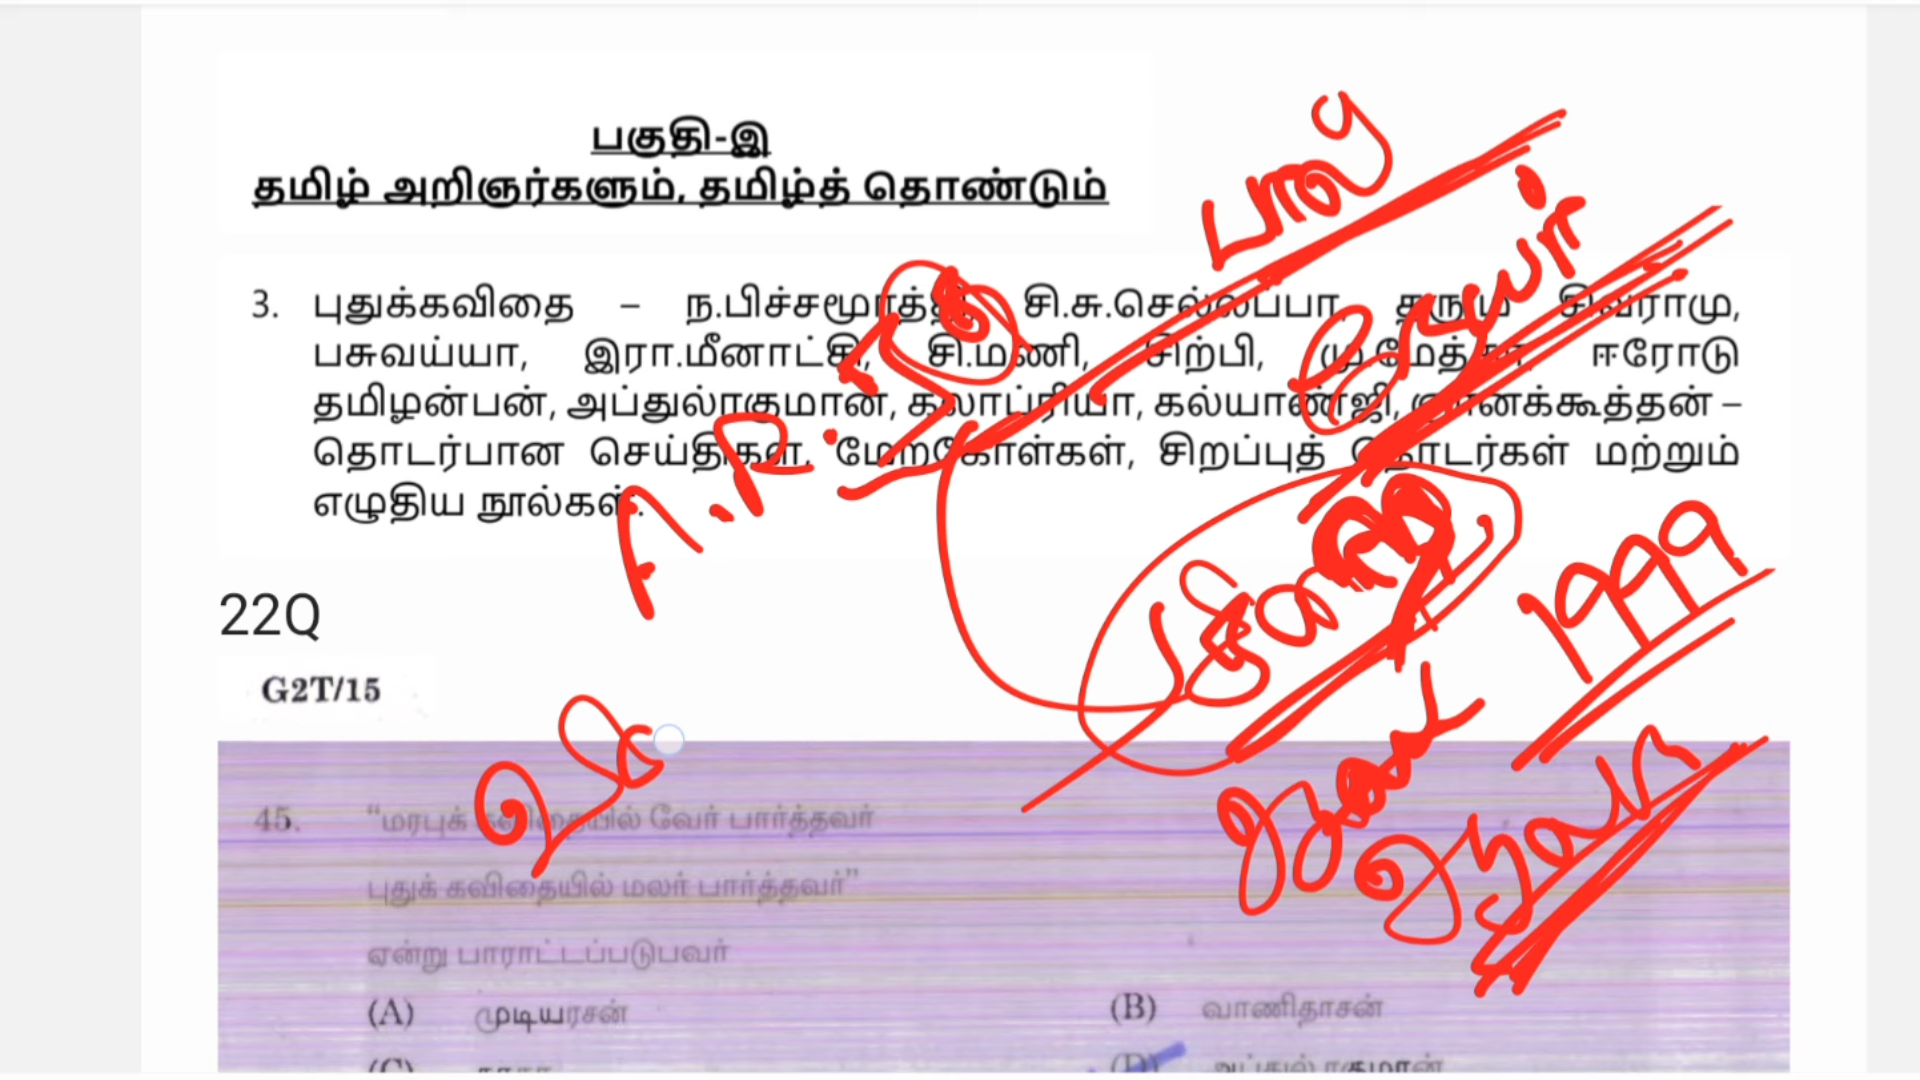 பகுதி-இ
தமிழ் அறிஞர்களும், தமிழ்த் தொண்டும்
3. புதுக்கவிதை – ந.பிச்சமூர்த்தி, சி.சு.செல்லப்பா, தருமு சிவராமு,
பசுவய்யா, இரா.மீனாட்சி, சி.மணி, சிற்பி, மு.மேத்தா, ஈரோடு
தமிழன்பன், அப்துல்ரகுமான், கலாப்ரியா, கல்யாண்ஜி, ஞானக்கூத்தன் –
தொடர்பான செய்திகள், மேற்கோள்கள், சிறப்புத் தொடர்கள் மற்றும்
எழுதிய நூல்கள்.
A.R.
பால
1999
22Q
G2T/15
45. “மரபுக் கவிதையில் வேர் பார்த்தவர்
புதுக் கவிதையில் மலர் பார்த்தவர்”
என்று பாராட்டப்படுபவர்
(A) முடியரசன்
(B) வாணிதாசன்
(C)
(D) அப்துல் ரகுமான்